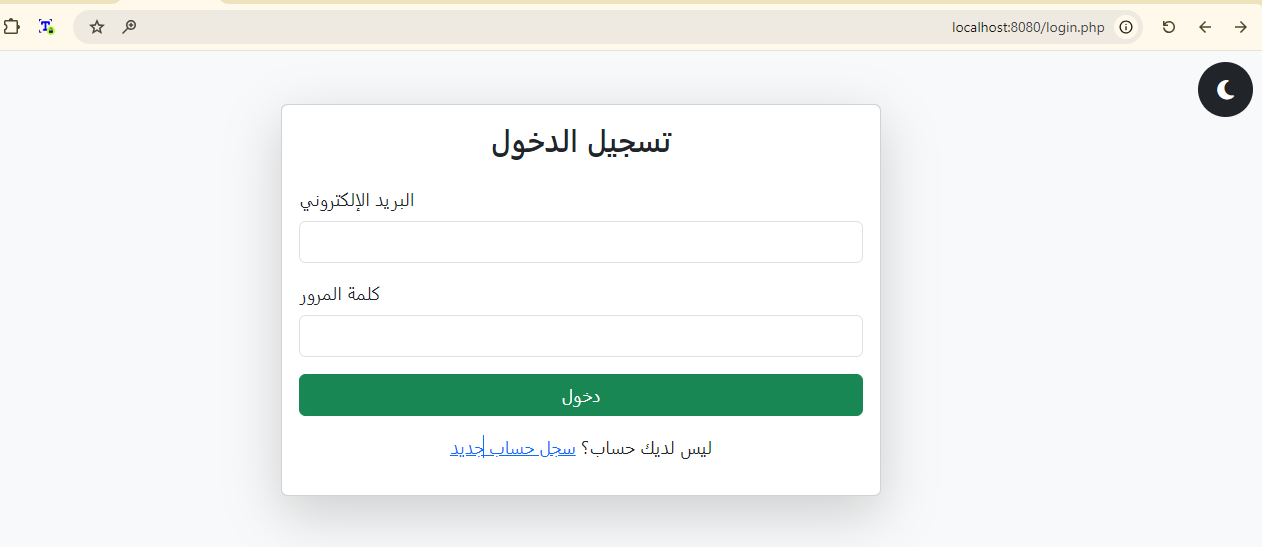 localhost:8080/login.php
تسجيل الدخول
البريد الإلكتروني
كلمة المرور
دخول
ليس لديك حساب؟ سجل حساب جديد